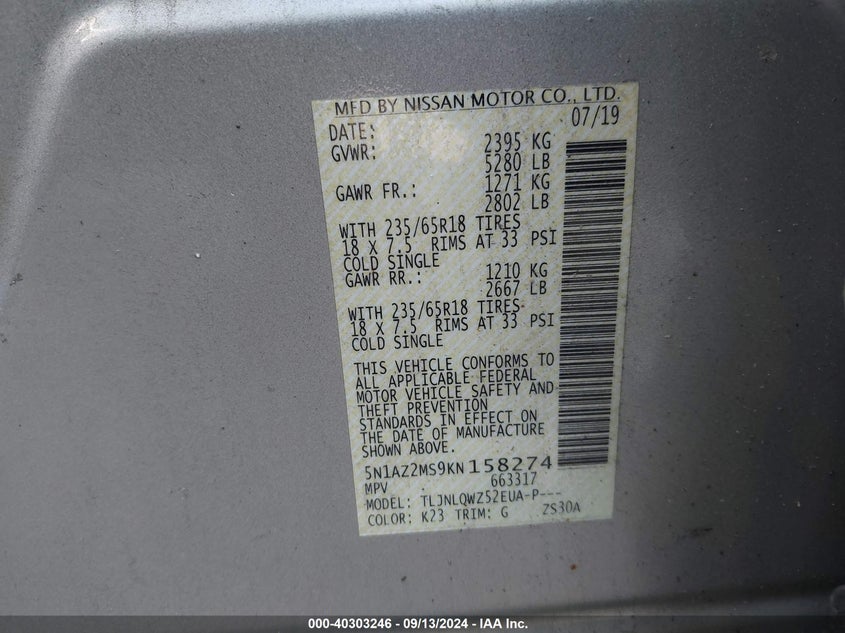 MFD BY NISSAN MOTOR CO., LTD.
DATE: 07/19
GVWR: 2395 KG
5280 LB
GAWR FR.: 1271 KG
2802 LB
WITH 235/65R18 TIRES
18 X 7.5 RIMS AT 33 PSI
COLD SINGLE
GAWR RR.: 1210 KG
2667 LB
WITH 235/65R18 TIRES
18 X 7.5 RIMS AT 33 PSI
COLD SINGLE
THIS VEHICLE CONFORMS TO
ALL APPLICABLE FEDERAL
MOTOR VEHICLE SAFETY AND
THEFT PREVENTION
STANDARDS IN EFFECT ON
THE DATE OF MANUFACTURE
SHOWN ABOVE.
5N1AZ2MS9KN158274
MPV 663317
MODEL: TLJNLQWZ52EUA-P---
COLOR: K23 TRIM: G ZS30A
000-40303246 - 09/13/2024 - IAA Inc.